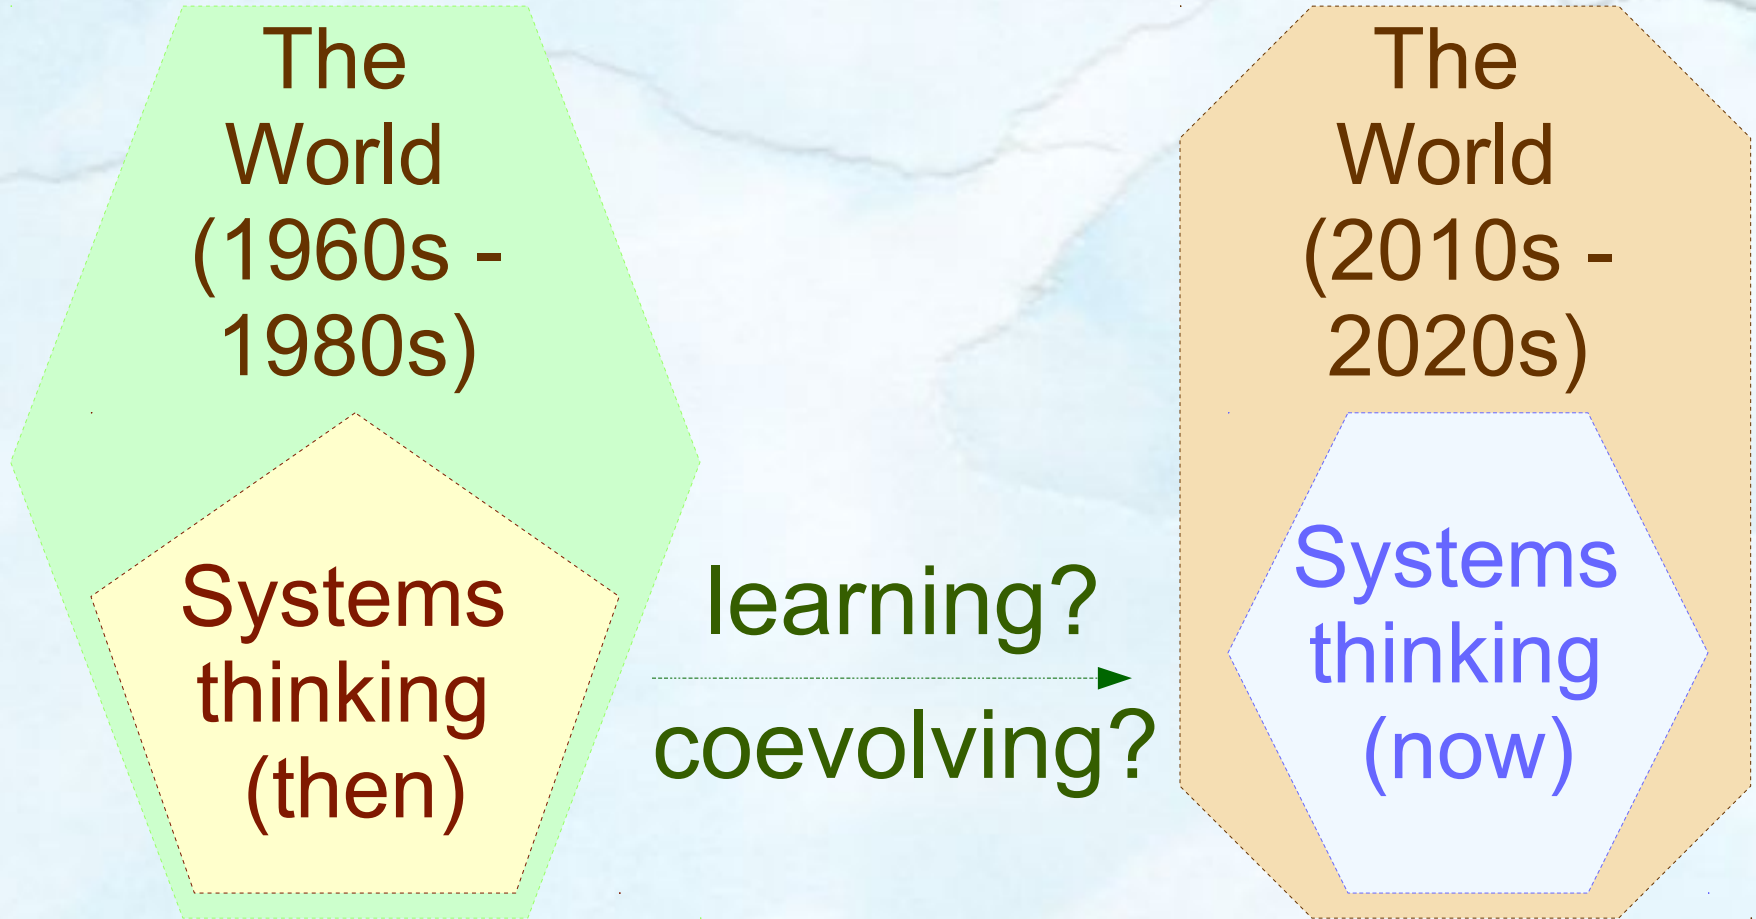 The
World
(1960s -
1980s)
Systems
thinking
(then)
learning?
coevolving?
The
World
(2010s -
2020s)
Systems
thinking
(now)